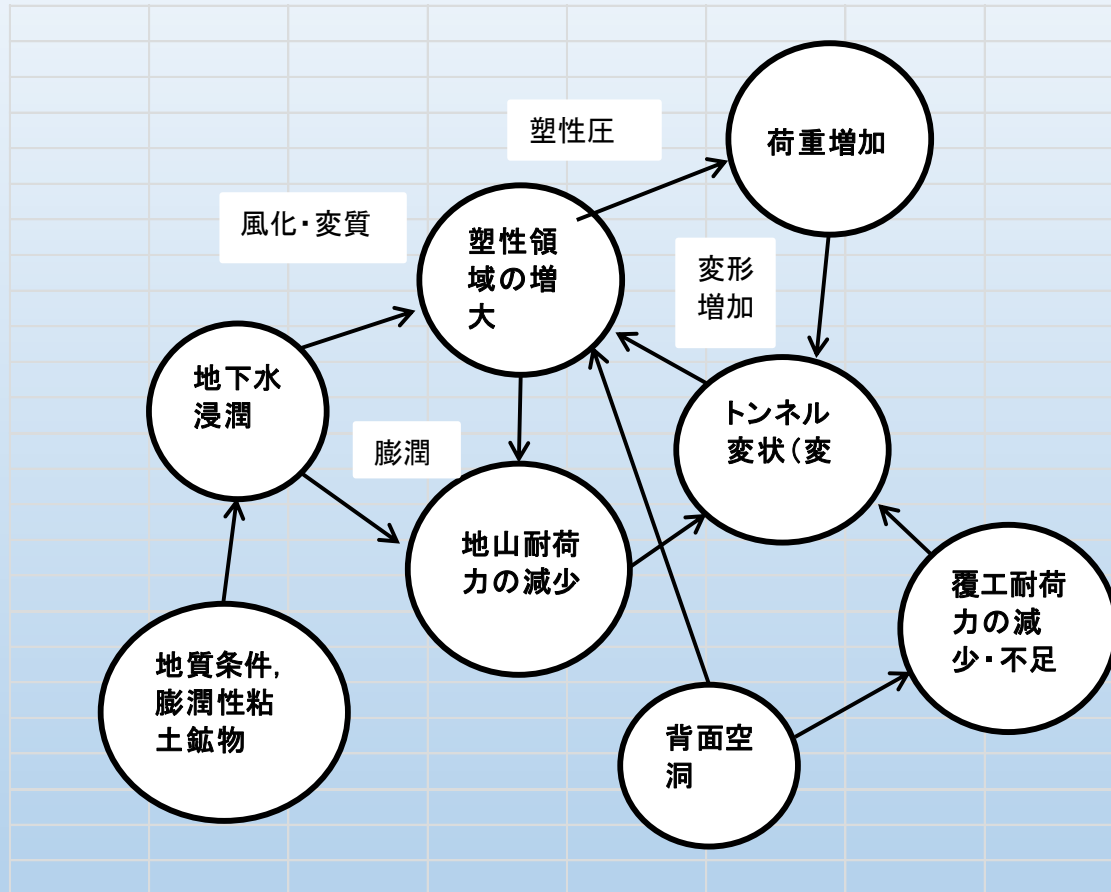 塑性圧
荷重増加
風化・変質
塑性領
域の増
大
変形
増加
地下水
浸潤
トンネル
変状（変
膨潤
地山耐荷
力の減少
覆工耐荷
力の減
少・不足
地質条件,
膨潤性粘
土鉱物
背面空
洞